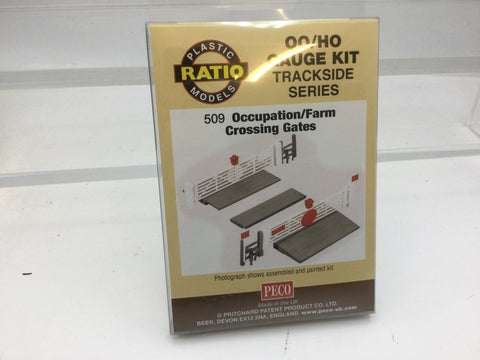 PLASTIC
RATIO
MODELS
OO/HO
GAUGE KIT
TRACKSIDE
SERIES
509 Occupation/Farm
Crossing Gates
Photograph shows assembled and painted kit.
PECO
Made in the UK
© PRITCHARD PATENT PRODUCT CO. LTD.
BEER, DEVON EX12 3NA, ENGLAND www.peco-uk.com